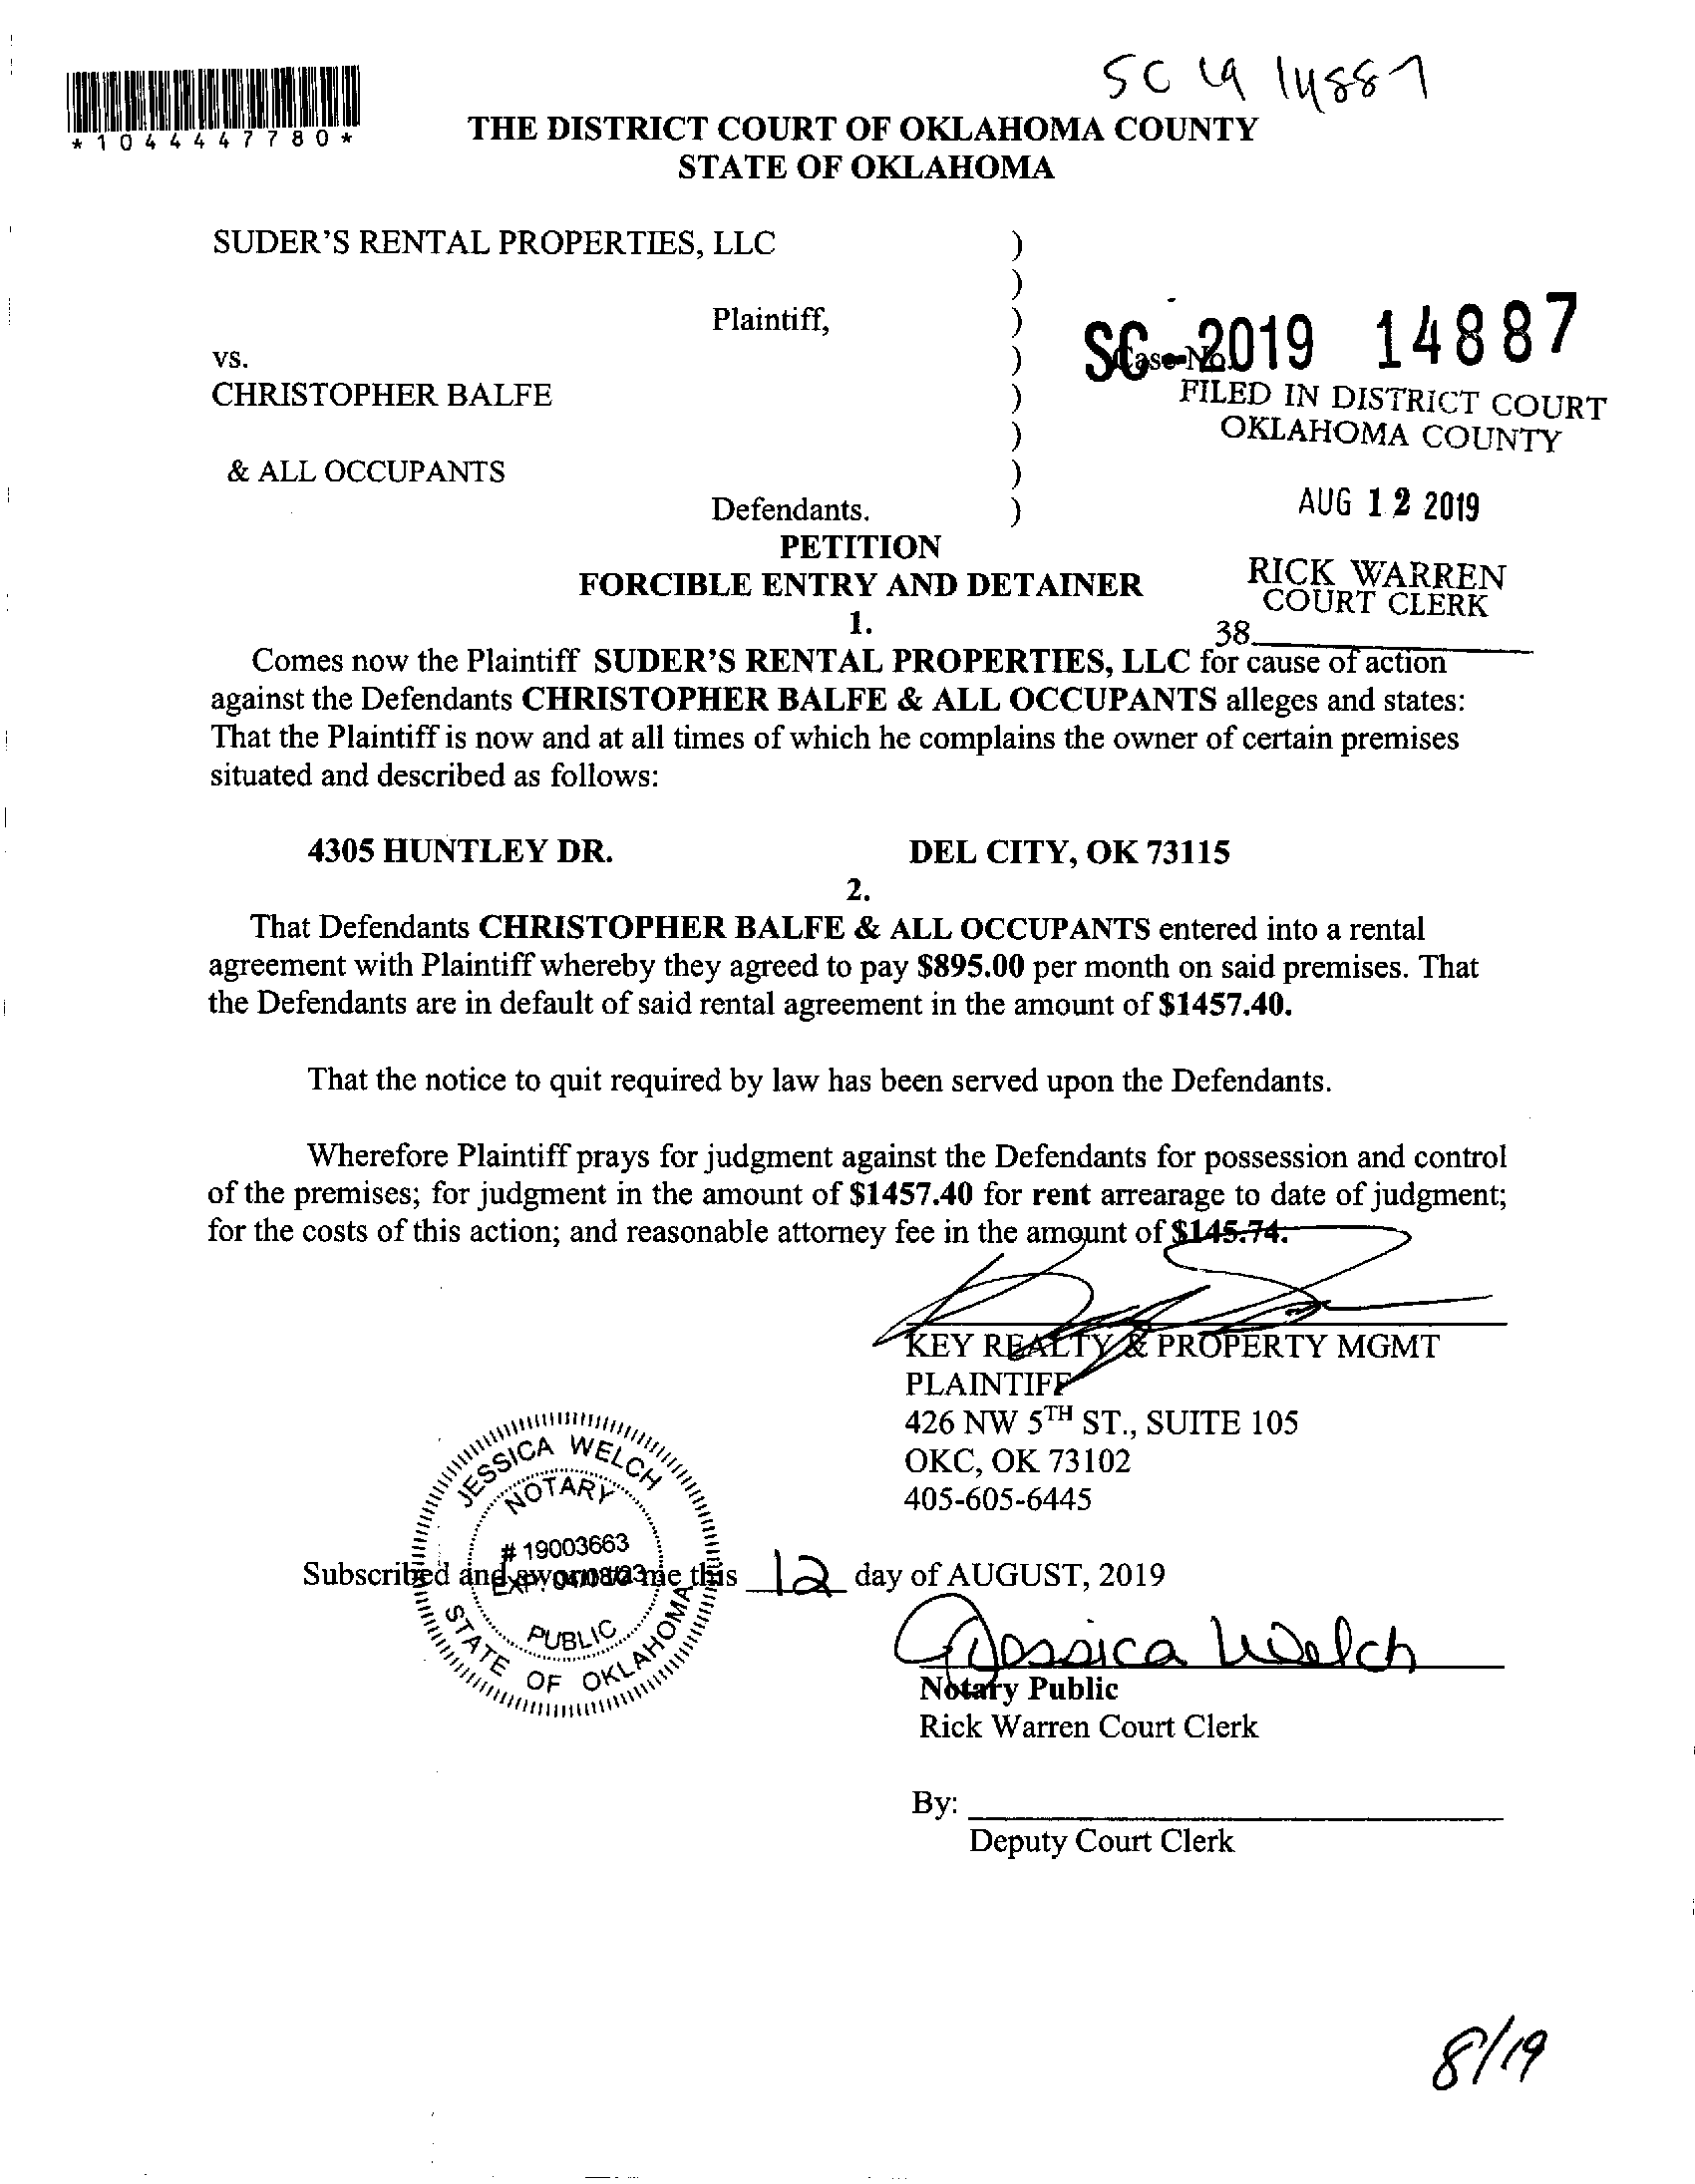 SC 19 14887
*1044447780*
THE DISTRICT COURT OF OKLAHOMA COUNTY
STATE OF OKLAHOMA
SUDER'S RENTAL PROPERTIES, LLC )
)
Plaintiff, )
vs. )
SC-2019 14887
Case No.
CHRISTOPHER BALFE )
FILED IN DISTRICT COURT
OKLAHOMA COUNTY
)
& ALL OCCUPANTS )
AUG 12 2019
Defendants. )
PETITION
RICK WARREN
COURT CLERK
FORCIBLE ENTRY AND DETAINER
1.
38
Comes now the Plaintiff SUDER'S RENTAL PROPERTIES, LLC for cause of action
against the Defendants CHRISTOPHER BALFE & ALL OCCUPANTS alleges and states:
That the Plaintiff is now and at all times of which he complains the owner of certain premises
situated and described as follows:
4305 HUNTLEY DR. DEL CITY, OK 73115
2.
That Defendants CHRISTOPHER BALFE & ALL OCCUPANTS entered into a rental
agreement with Plaintiff whereby they agreed to pay $895.00 per month on said premises. That
the Defendants are in default of said rental agreement in the amount of $1457.40.
That the notice to quit required by law has been served upon the Defendants.
Wherefore Plaintiff prays for judgment against the Defendants for possession and control
of the premises; for judgment in the amount of $1457.40 for rent arrearage to date of judgment;
for the costs of this action; and reasonable attorney fee in the amount of $145.74.
KEY REALTY & PROPERTY MGMT
PLAINTIFF
426 NW 5TH ST., SUITE 105
OKC, OK 73102
405-605-6445
JESSICA WELCH
NOTARY
# 19003663
EXP. 04/08/23
PUBLIC
STATE OF OKLAHOMA
Subscribed and sworn to me this 12 day of AUGUST, 2019
Jessica Welch
Notary Public
Rick Warren Court Clerk
By:
Deputy Court Clerk
8/19